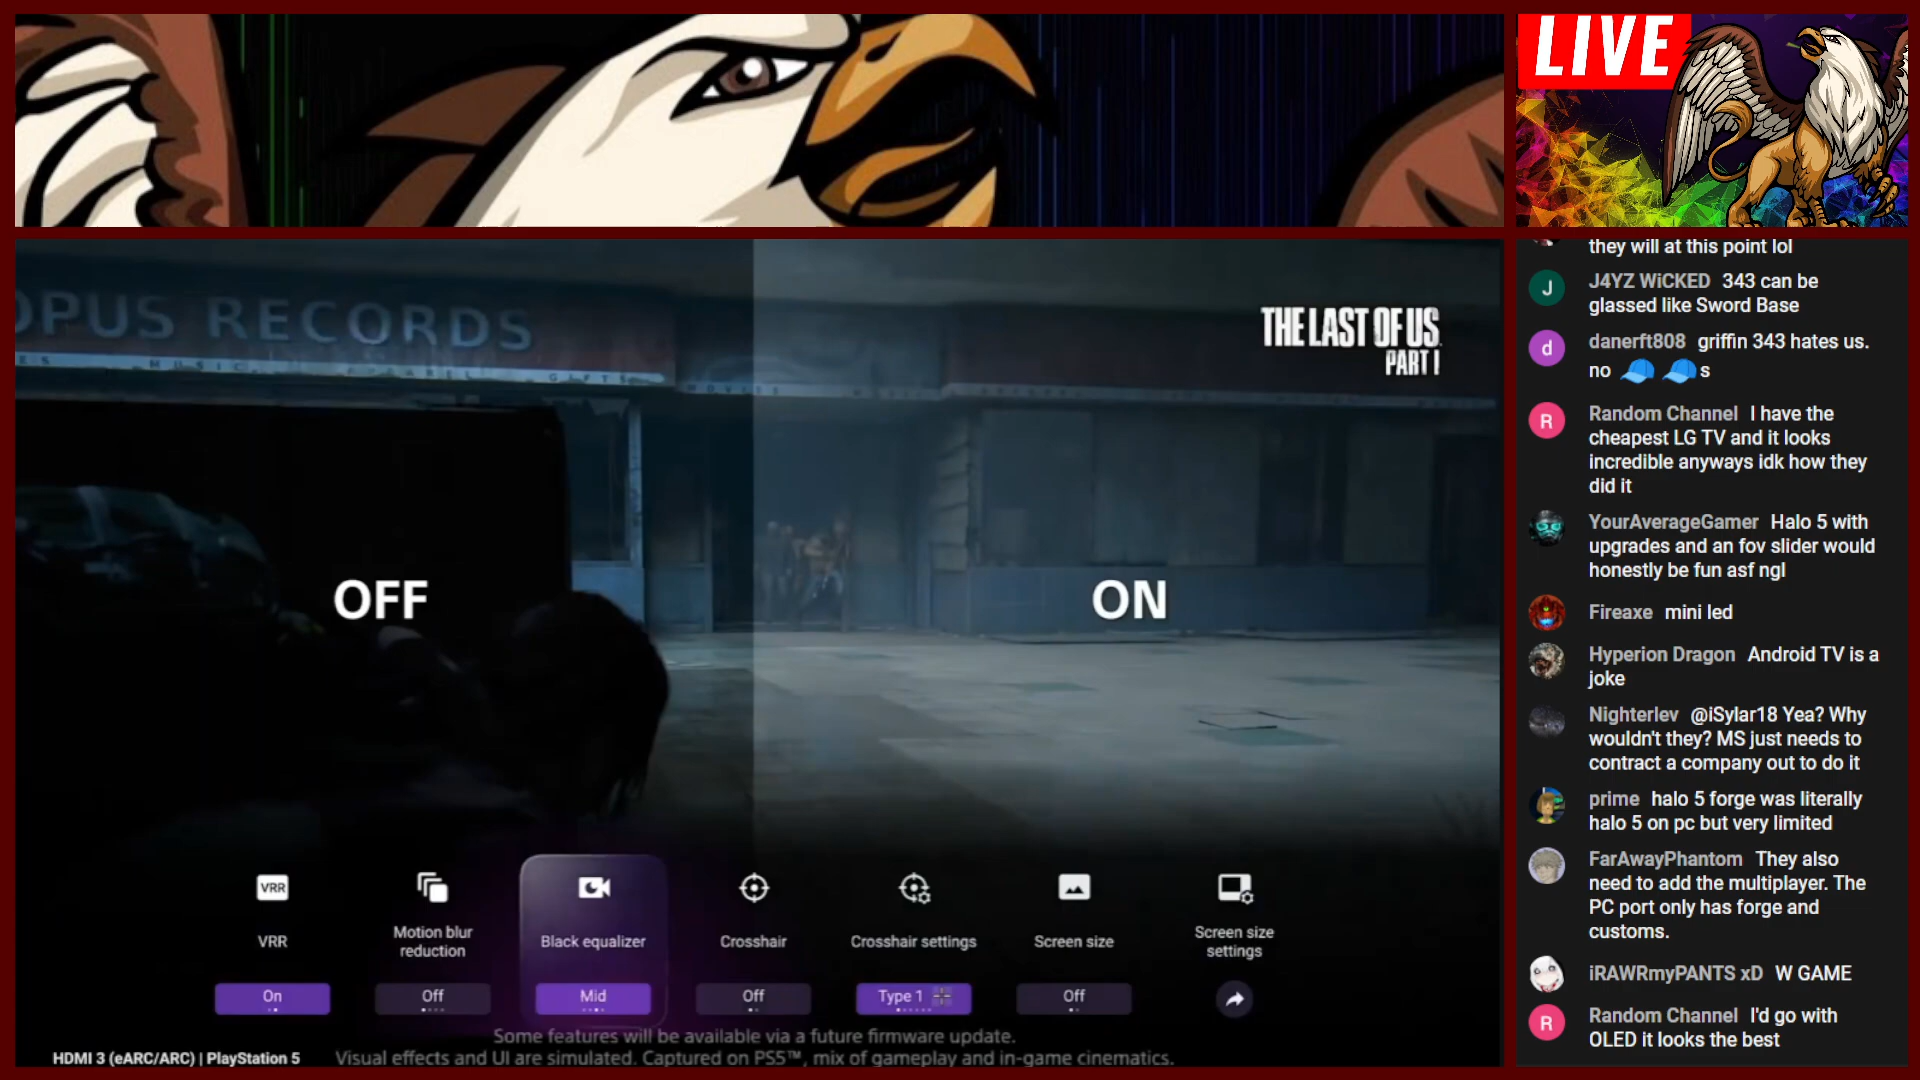 LIVE
OPUS RECORDS
MUSIC APPAREL GIFTS
MOVIES
THE LAST OF US
PART I
OFF
ON
VRR
VRR
On
Motion blur
reduction
Off
Black equalizer
Mid
Crosshair
Off
Crosshair settings
Type 1
Screen size
Off
Screen size
settings
Some features will be available via a future firmware update.
HDMI 3 (eARC/ARC) | PlayStation 5
Visual effects and UI are simulated. Captured on PS5™, mix of gameplay and in-game cinematics.
they will at this point lol
J
J4YZ WiCKED 343 can be
glassed like Sword Base
d
danerft808 griffin 343 hates us.
no 🧢 🧢s
R
Random Channel I have the
cheapest LG TV and it looks
incredible anyways idk how they
did it
YourAverageGamer Halo 5 with
upgrades and an fov slider would
honestly be fun asf ngl
Fireaxe mini led
Hyperion Dragon Android TV is a
joke
Nighterlev @iSylar18 Yea? Why
wouldn't they? MS just needs to
contract a company out to do it
prime halo 5 forge was literally
halo 5 on pc but very limited
FarAwayPhantom They also
need to add the multiplayer. The
PC port only has forge and
customs.
iRAWRmyPANTS xD W GAME
R
Random Channel I'd go with
OLED it looks the best